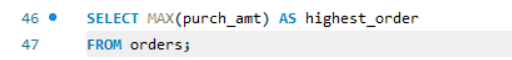 46 SELECT MAX(purch_amt) AS highest_order
47 FROM orders;